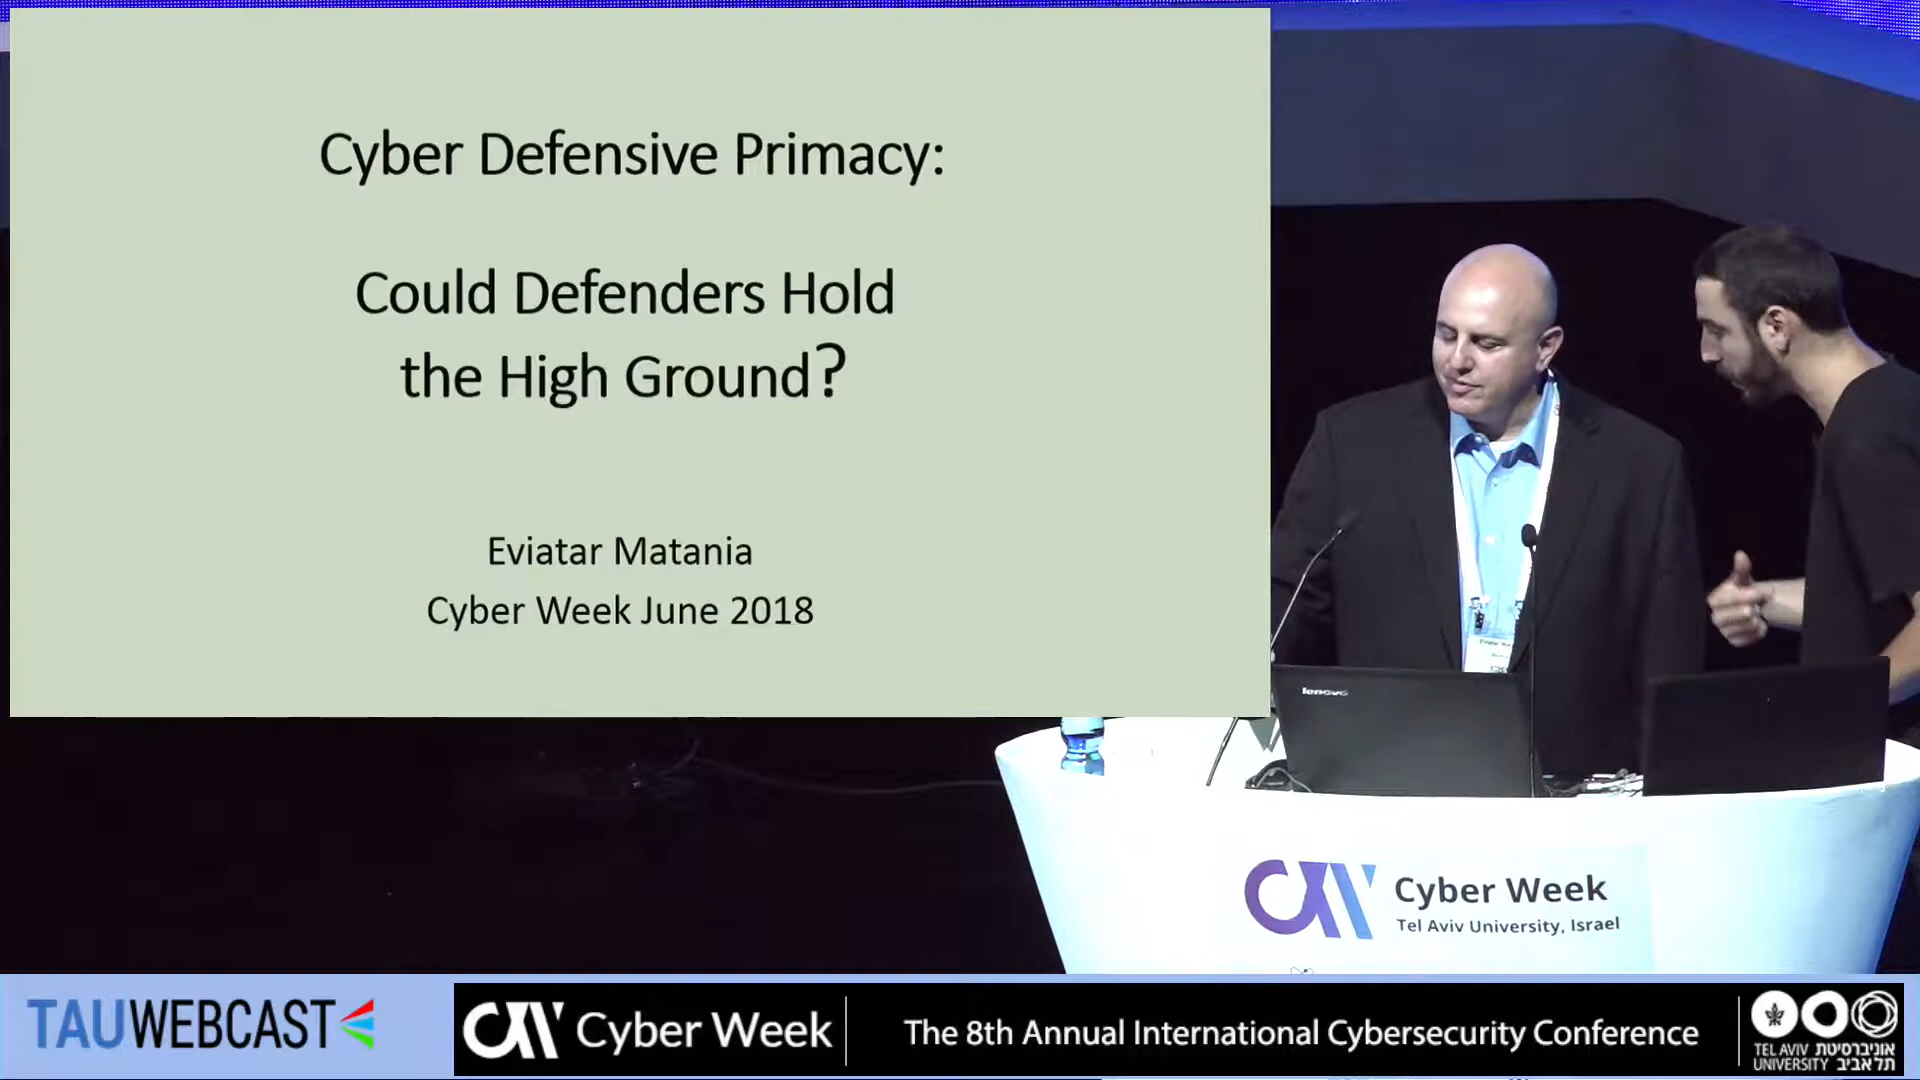 Cyber Defensive Primacy:
Could Defenders Hold
the High Ground?
Eviatar Matania
Cyber Week June 2018
lenovo
Cyber Week
Tel Aviv University, Israel
TAUWEBCAST
Cyber Week
The 8th Annual International Cybersecurity Conference
TEL AVIV אוניברסיטת
UNIVERSITY תל אביב